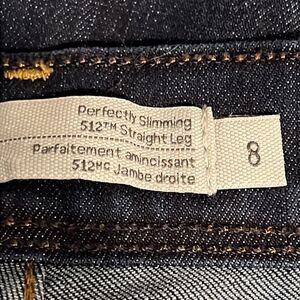 Perfectly Slimming
512™ Straight Leg
Parfaitement amincissant
512ᴹᶜ Jambe droite
8